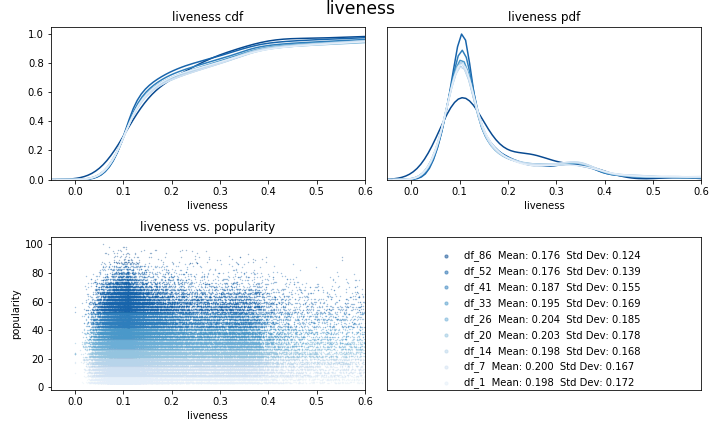 liveness
liveness cdf
1.0
0.8
0.6
0.4
0.2
0.0
0.0 0.1 0.2 0.3 0.4 0.5 0.6
liveness
liveness pdf
0.0 0.1 0.2 0.3 0.4 0.5 0.6
liveness
liveness vs. popularity
popularity
100
80
60
40
20
0
0.0 0.1 0.2 0.3 0.4 0.5 0.6
liveness
df_86 Mean: 0.176 Std Dev: 0.124
df_52 Mean: 0.176 Std Dev: 0.139
df_41 Mean: 0.187 Std Dev: 0.155
df_33 Mean: 0.195 Std Dev: 0.169
df_26 Mean: 0.204 Std Dev: 0.185
df_20 Mean: 0.203 Std Dev: 0.178
df_14 Mean: 0.198 Std Dev: 0.168
df_7 Mean: 0.200 Std Dev: 0.167
df_1 Mean: 0.198 Std Dev: 0.172